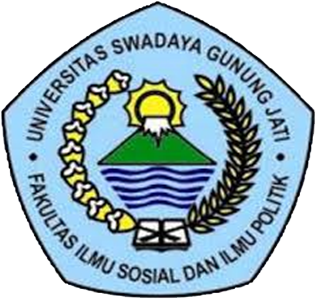 UNIVERSITAS SWADAYA GUNUNG JATI
FAKULTAS ILMU SOSIAL DAN ILMU POLITIK